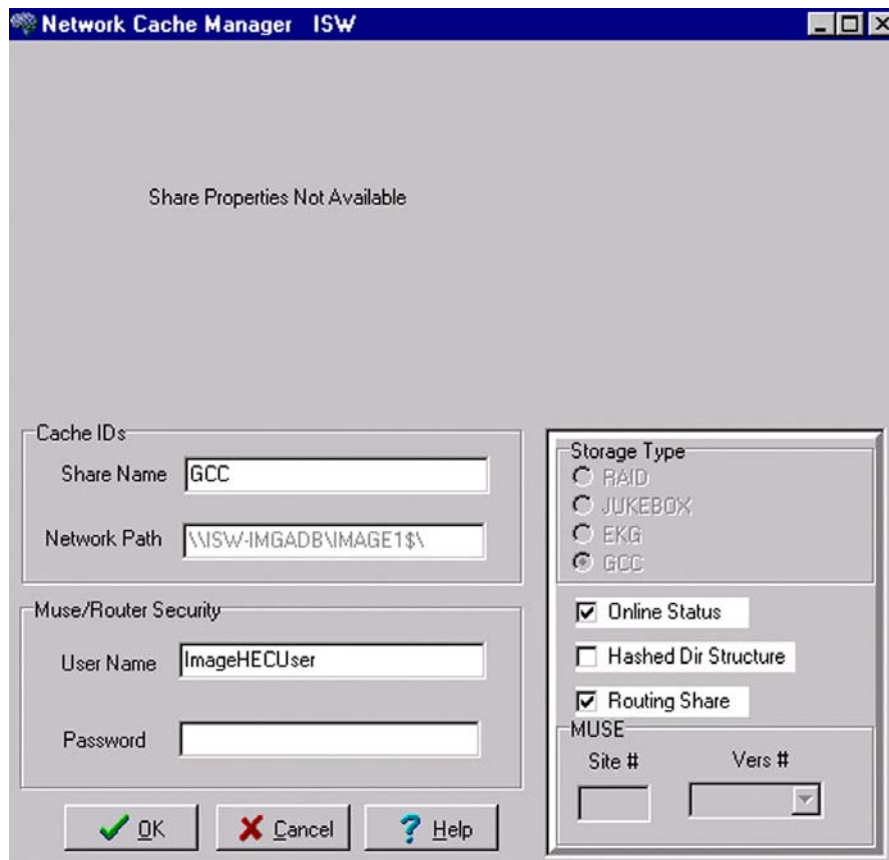 Network Cache Manager ISW
Share Properties Not Available
Cache IDs
Share Name GCC
Network Path \\ISW-IMGADB\IMAGE1$\
Muse/Router Security
User Name ImageHECUser
Password
OK Cancel Help
Storage Type
RAID
JUKEBOX
EKG
GCC
Online Status
Hashed Dir Structure
Routing Share
MUSE
Site # Vers #